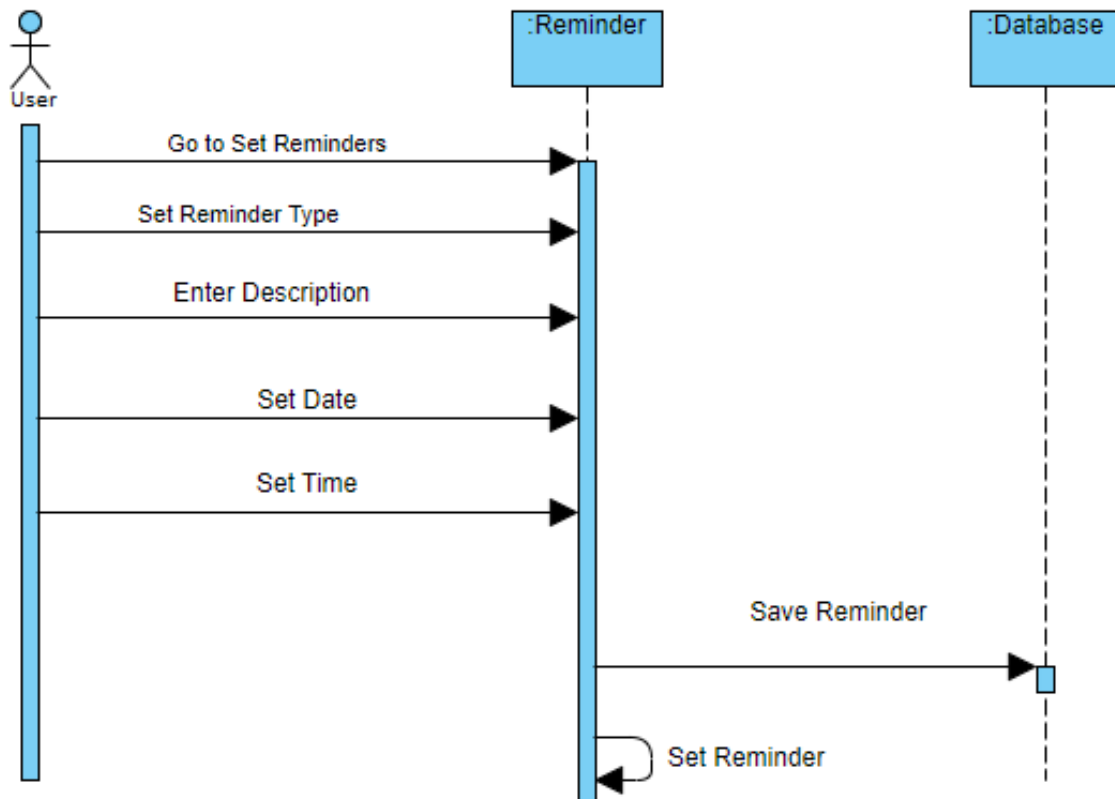 :Reminder
:Database
User
Go to Set Reminders
Set Reminder Type
Enter Description
Set Date
Set Time
Save Reminder
Set Reminder